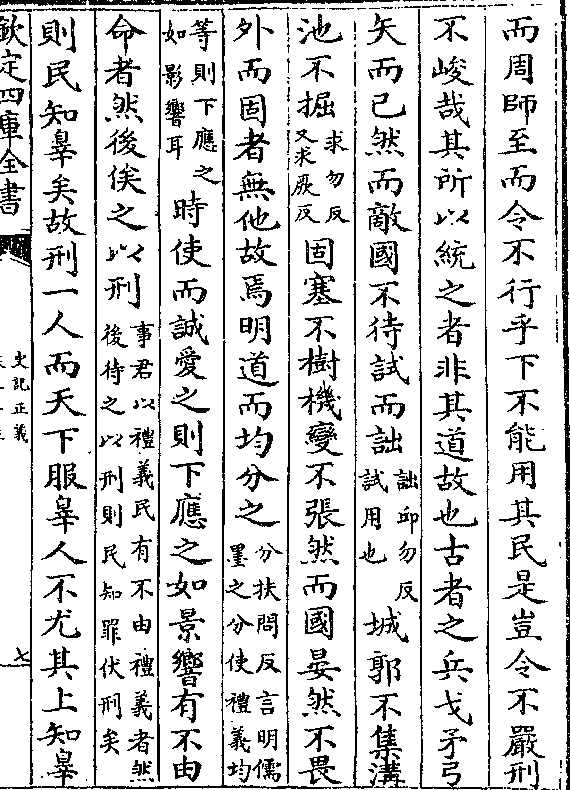 而周師至而令不行乎下不能用其民是豈令不嚴刑
不峻哉其所以統之者非其道故也古者之兵戈矛弓
矢而已然而敵國不待試而詘詘邱勿反試用也城郭不集溝
池不掘求勿反又求厥反固塞不樹機變不張然而國晏然不畏
外而固者無他故焉明道而均分之分扶問反言明儒墨之分使禮義均
等則下應之如影響耳時使而誠愛之則下應之如景響有不由
命者然後俟之以刑事君以禮義民有不由禮義者然後待之以刑則民知罪伏刑矣
則民知辠矣故刑一人而天下服辠人不尤其上知辠
欽定四庫全書
史記正義
七